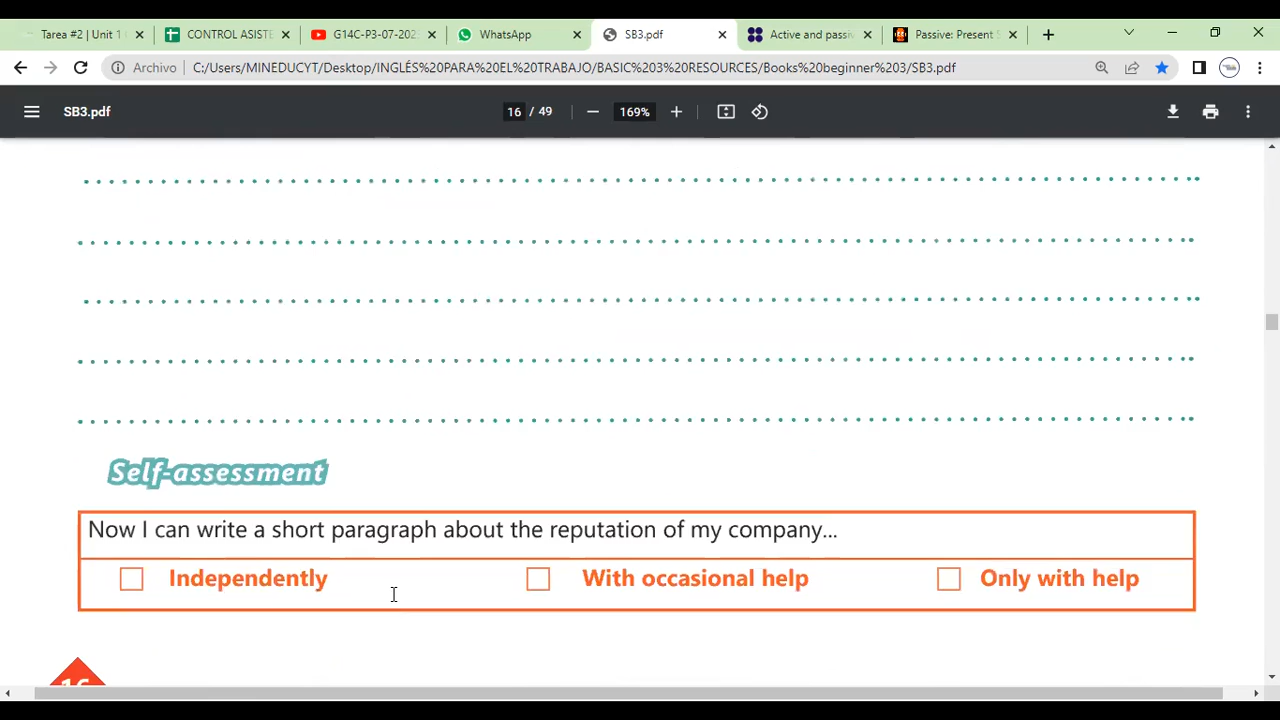 Tarea #2 | Unit 1
CONTROL ASISTE
G14C-P3-07-202
WhatsApp
SB3.pdf
Active and passiv
Passive: Present S
Archivo
C:/Users/MINEDUCYT/Desktop/INGLÉS%20PARA%20EL%20TRABAJO/BASIC%203%20RESOURCES/Books%20beginner%203/SB3.pdf
SB3.pdf
16 / 49
169%
Self-assessment
Now I can write a short paragraph about the reputation of my company...
Independently
With occasional help
Only with help
16